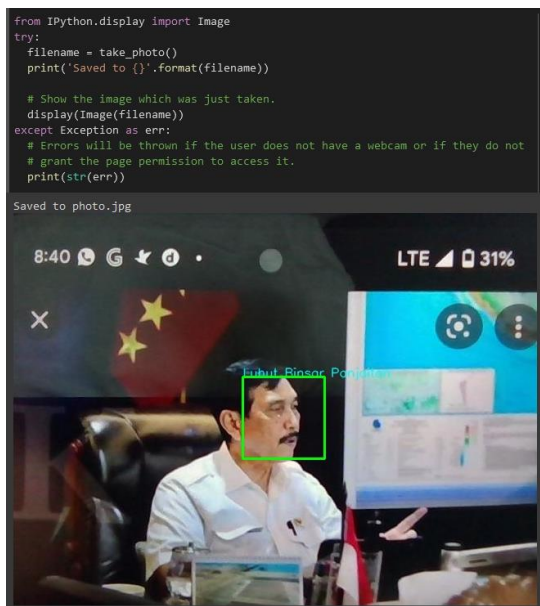 from IPython.display import Image
try:
  filename = take_photo()
  print('Saved to {}'.format(filename))

  # Show the image which was just taken.
  display(Image(filename))
except Exception as err:
  # Errors will be thrown if the user does not have a webcam or if they do not
  # grant the page permission to access it.
  print(str(err))
Saved to photo.jpg
8:40 G d LTE 31%
Luhut Binsar